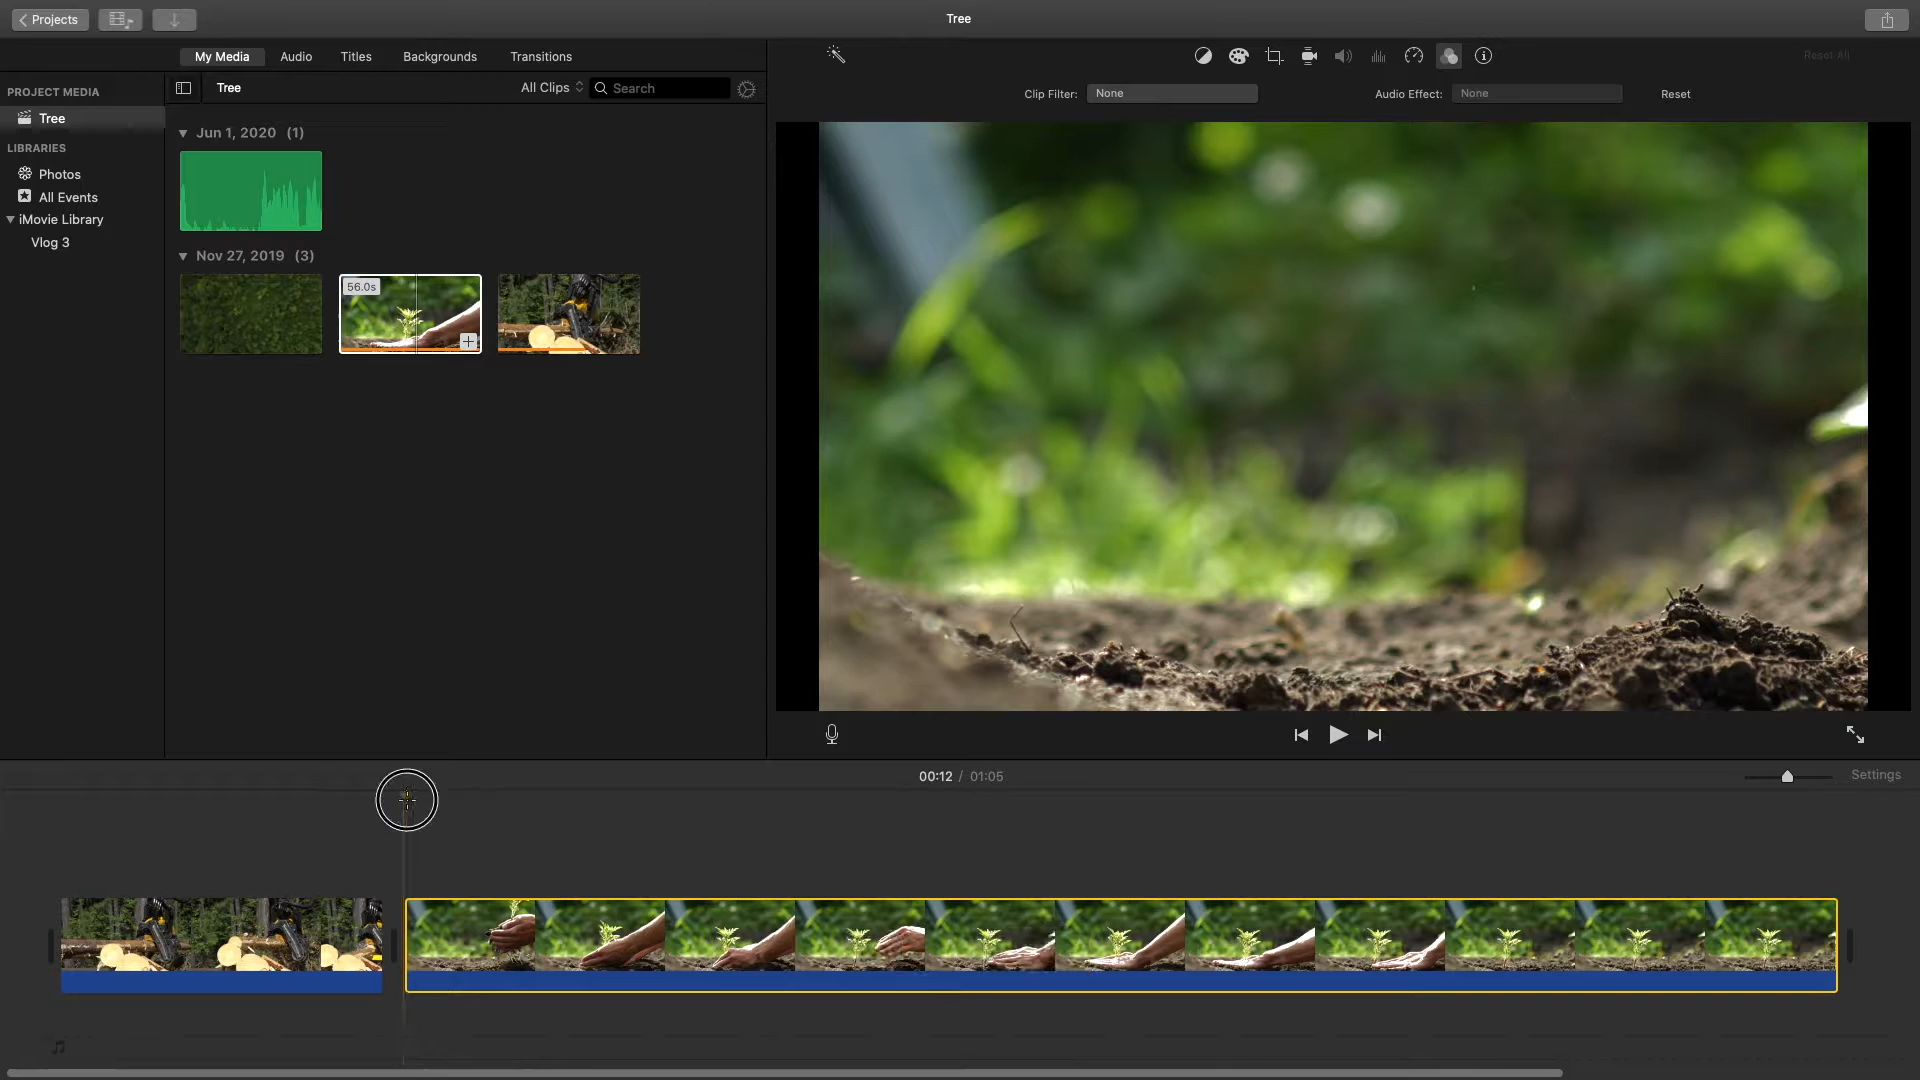 Projects
Tree
My Media
Audio
Titles
Backgrounds
Transitions
Reset All
PROJECT MEDIA
Tree
LIBRARIES
Photos
All Events
iMovie Library
Vlog 3
Tree
All Clips
Search
Clip Filter:
None
Audio Effect:
None
Reset
Jun 1, 2020 (1)
Nov 27, 2019 (3)
56.0s
00:12 / 01:05
Settings